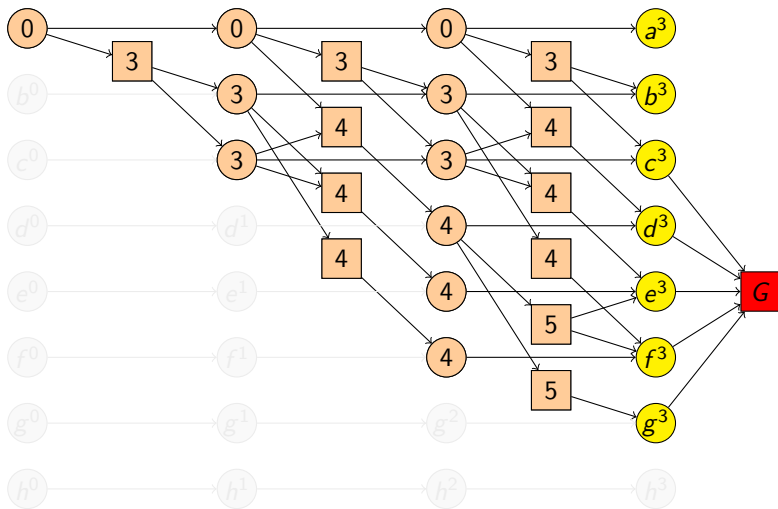 0 0 0 a³
3 3 3
b⁰ 3 3 b³
4 4
c⁰ 3 3 c³
4 4
d⁰ d¹ 4 d³
4 4
e⁰ e¹ 4 e³ G
5
f⁰ f¹ 4 f³
5
g⁰ g¹ g² g³
h⁰ h¹ h² h³